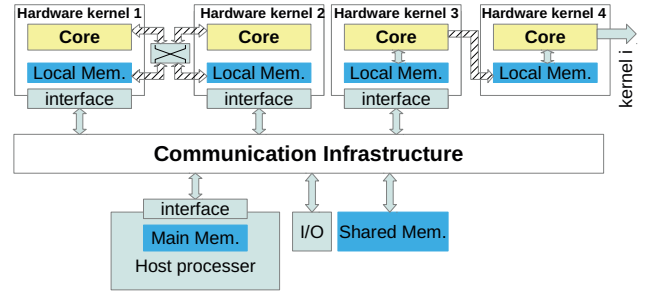 Hardware kernel 1
Hardware kernel 2
Hardware kernel 3
Hardware kernel 4
Core
Core
Core
Core
Local Mem.
Local Mem.
Local Mem.
Local Mem.
kernel i
interface
interface
interface
Communication Infrastructure
interface
Main Mem.
Host processer
I/O
Shared Mem.